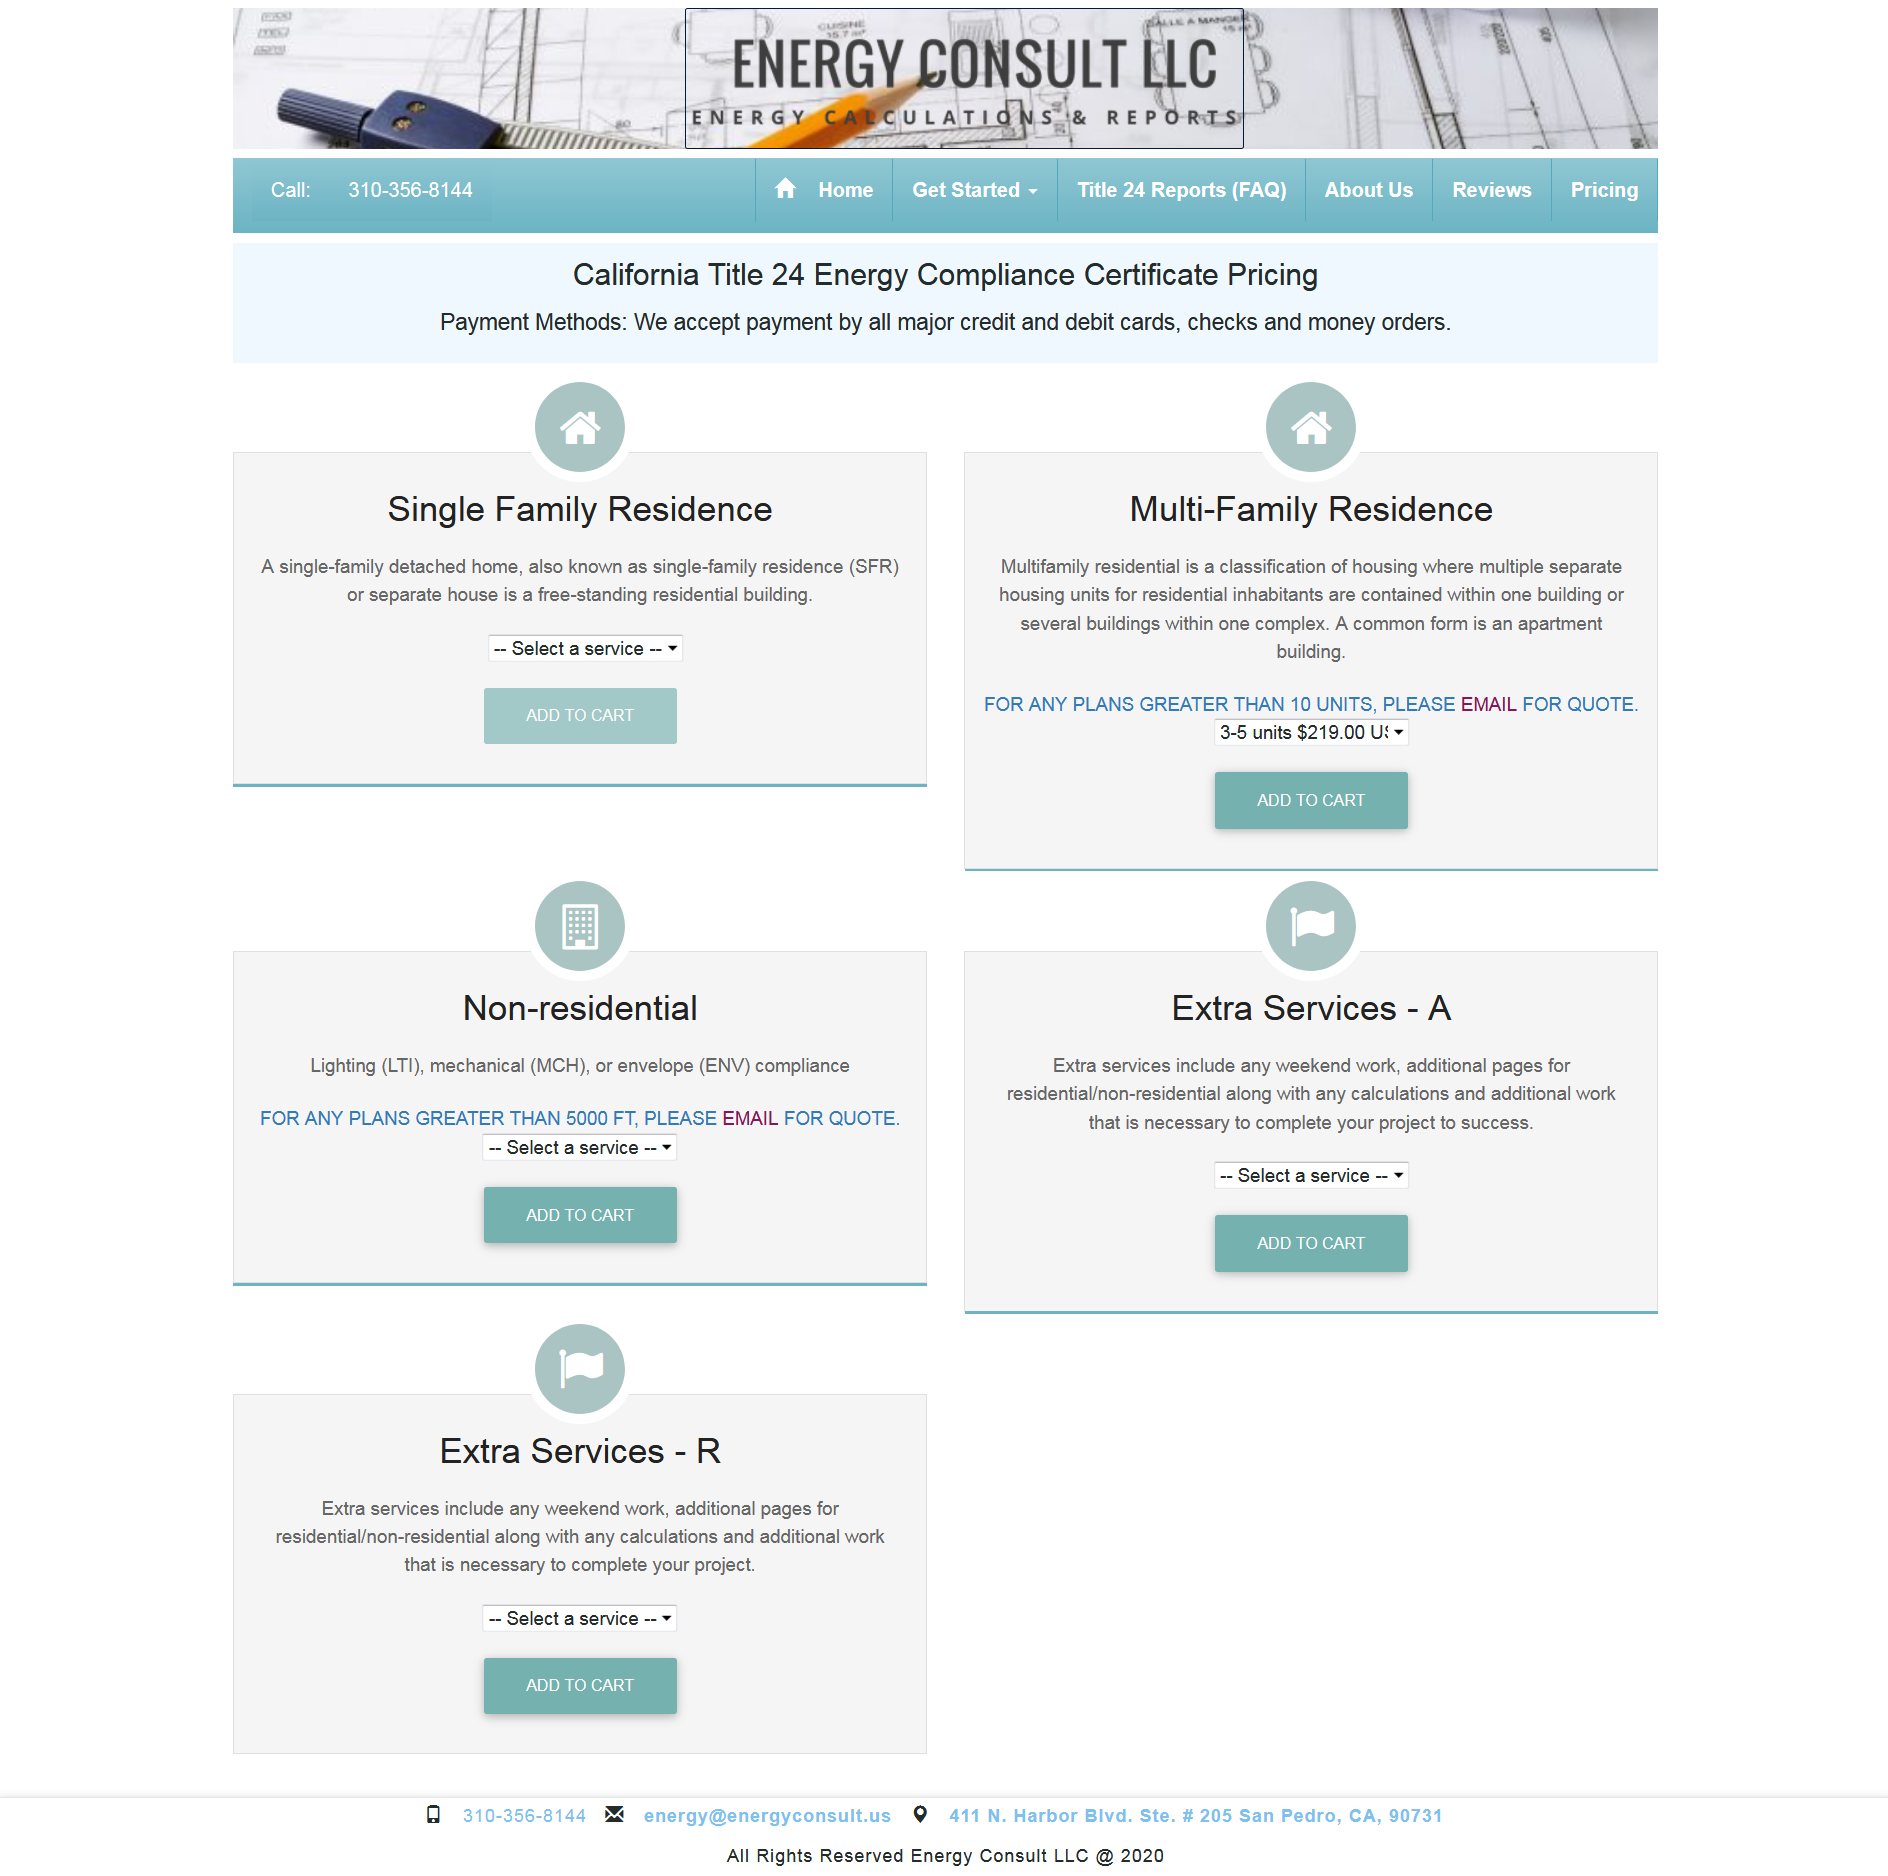 CUISINE
15.7 m²
SALLE A MANGER
15 m²
ENERGY CONSULT LLC
ENERGY CALCULATIONS & REPORTS
Call: 310-356-8144 Home Get Started Title 24 Reports (FAQ) About Us Reviews Pricing
California Title 24 Energy Compliance Certificate Pricing
Payment Methods: We accept payment by all major credit and debit cards, checks and money orders.
Single Family Residence
A single-family detached home, also known as single-family residence (SFR)
or separate house is a free-standing residential building.
-- Select a service --
ADD TO CART
Multi-Family Residence
Multifamily residential is a classification of housing where multiple separate
housing units for residential inhabitants are contained within one building or
several buildings within one complex. A common form is an apartment
building.
FOR ANY PLANS GREATER THAN 10 UNITS, PLEASE EMAIL FOR QUOTE.
3-5 units $219.00 US
ADD TO CART
Non-residential
Lighting (LTI), mechanical (MCH), or envelope (ENV) compliance
FOR ANY PLANS GREATER THAN 5000 FT, PLEASE EMAIL FOR QUOTE.
-- Select a service --
ADD TO CART
Extra Services - A
Extra services include any weekend work, additional pages for
residential/non-residential along with any calculations and additional work
that is necessary to complete your project to success.
-- Select a service --
ADD TO CART
Extra Services - R
Extra services include any weekend work, additional pages for
residential/non-residential along with any calculations and additional work
that is necessary to complete your project.
-- Select a service --
ADD TO CART
310-356-8144 energy@energyconsult.us 411 N. Harbor Blvd. Ste. # 205 San Pedro, CA, 90731
All Rights Reserved Energy Consult LLC @ 2020